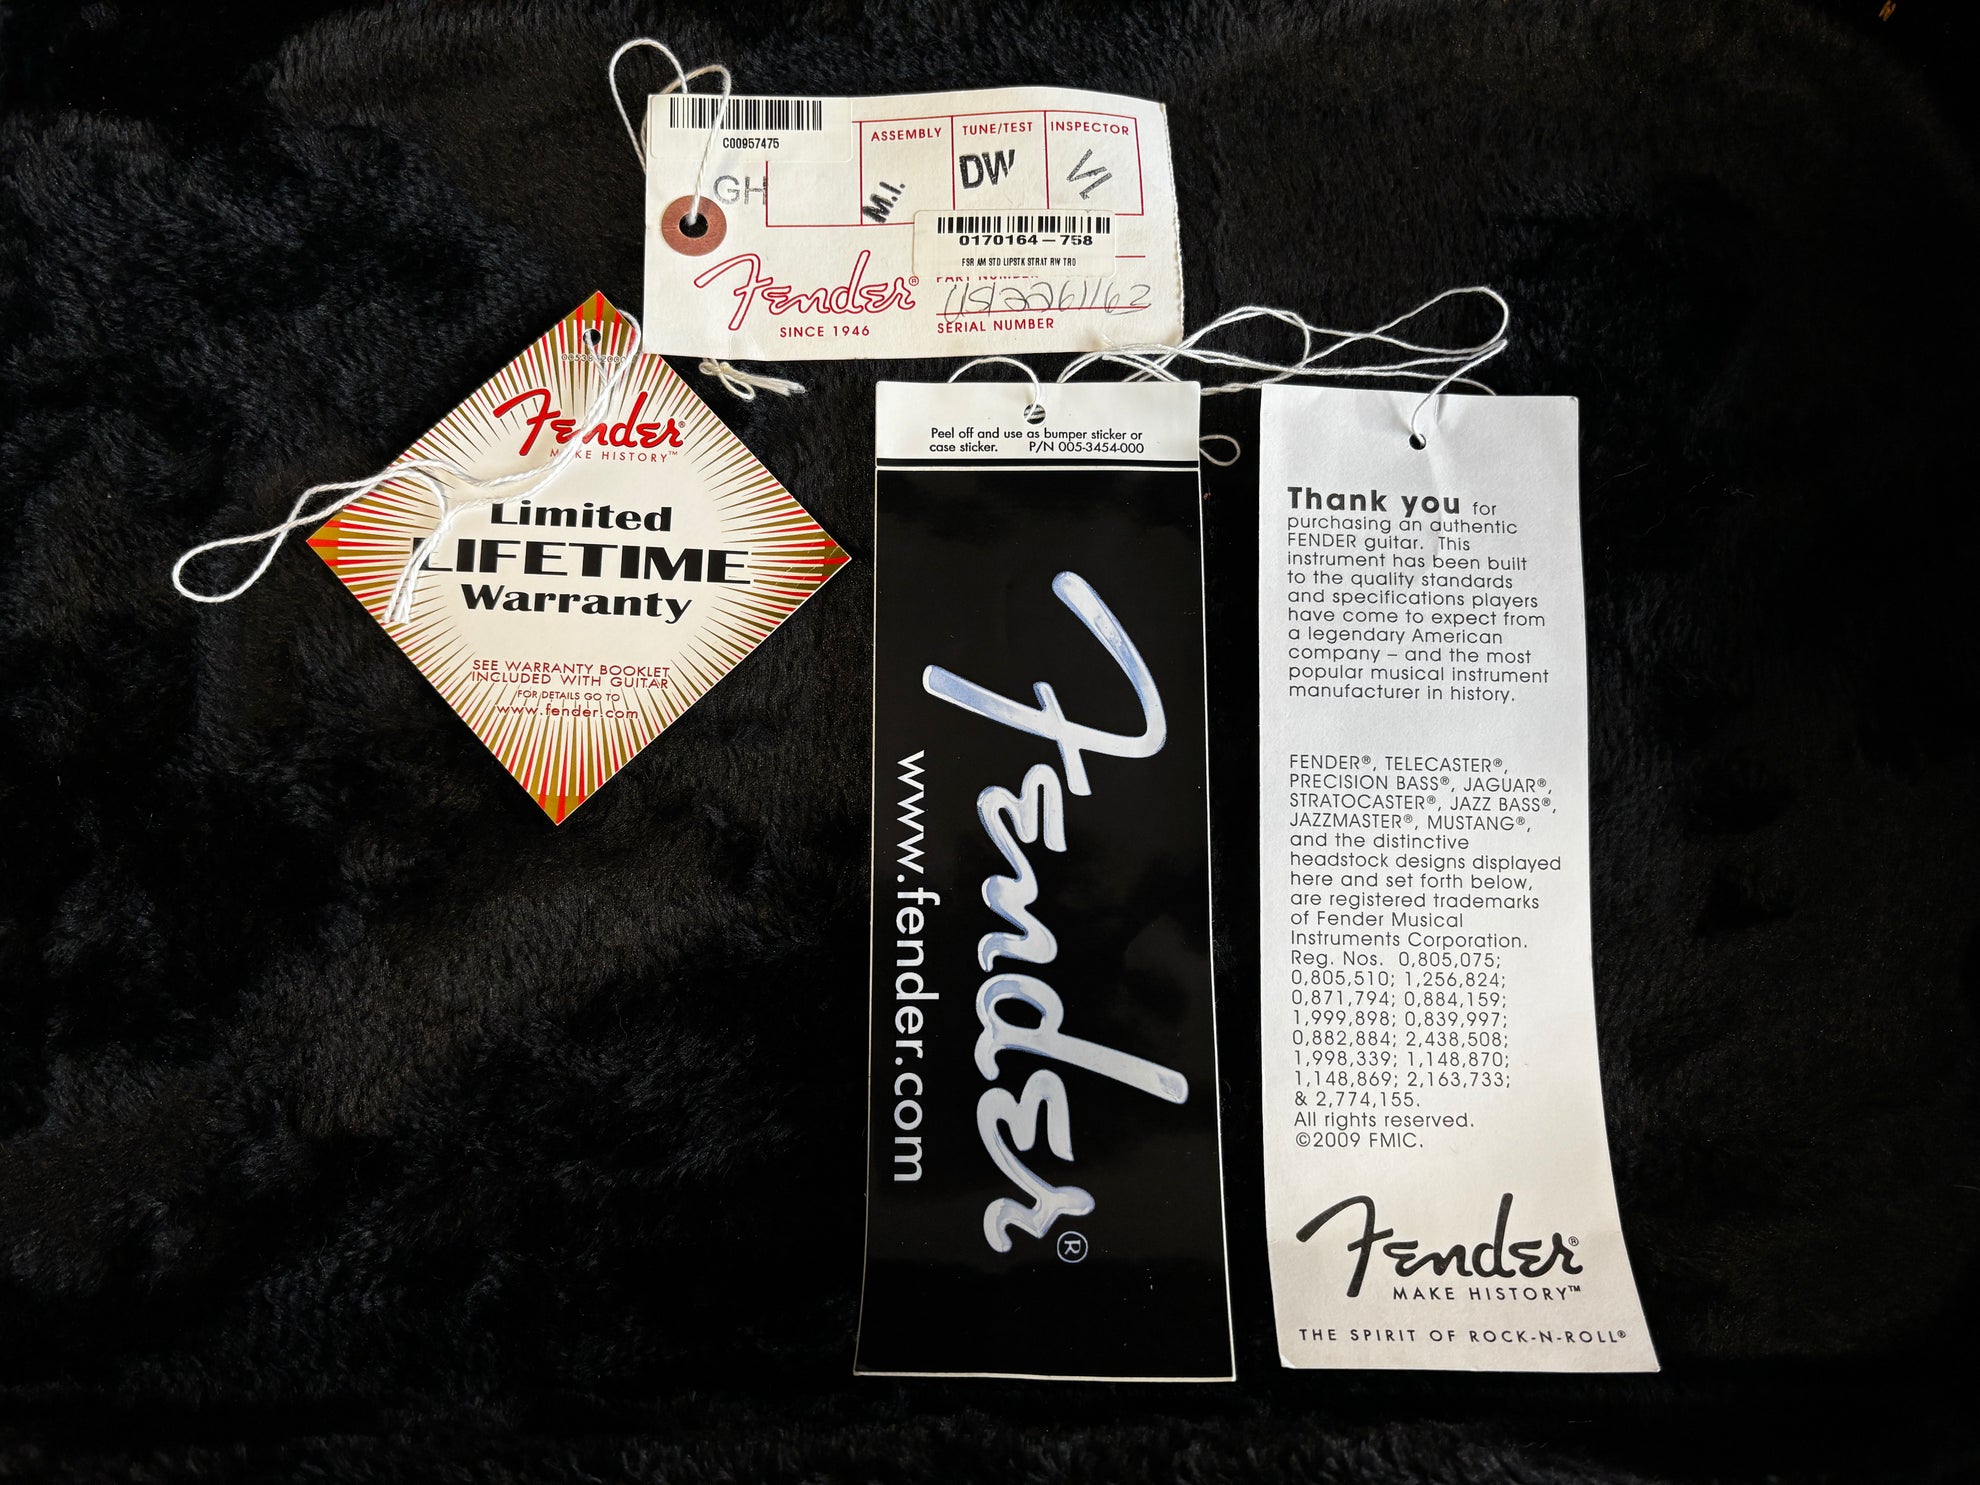 C00957475
GH
ASSEMBLY
TUNE/TEST
INSPECTOR
M.I.
DW
VI
0170164-758
FSR AM STD LIPSTK STRAT RW TRD
PART NUMBER
US12261162
SERIAL NUMBER
Fender®
SINCE 1946
Fender®
MAKE HISTORY™
Limited
LIFETIME
Warranty
SEE WARRANTY BOOKLET
INCLUDED WITH GUITAR
FOR DETAILS GO TO
www.fender.com
Peel off and use as bumper sticker or
case sticker. P/N 005-3454-000
Fender®
www.fender.com
Thank you for
purchasing an authentic
FENDER guitar. This
instrument has been built
to the quality standards
and specifications players
have come to expect from
a legendary American
company – and the most
popular musical instrument
manufacturer in history.
FENDER®, TELECASTER®,
PRECISION BASS®, JAGUAR®,
STRATOCASTER®, JAZZ BASS®,
JAZZMASTER®, MUSTANG®,
and the distinctive
headstock designs displayed
here and set forth below,
are registered trademarks
of Fender Musical
Instruments Corporation.
Reg. Nos. 0,805,075;
0,805,510; 1,256,824;
0,871,794; 0,884,159;
1,999,898; 0,839,997;
0,882,884; 2,438,508;
1,998,339; 1,148,870;
1,148,869; 2,163,733;
& 2,774,155.
All rights reserved.
©2009 FMIC.
Fender®
MAKE HISTORY™
THE SPIRIT OF ROCK-N-ROLL®